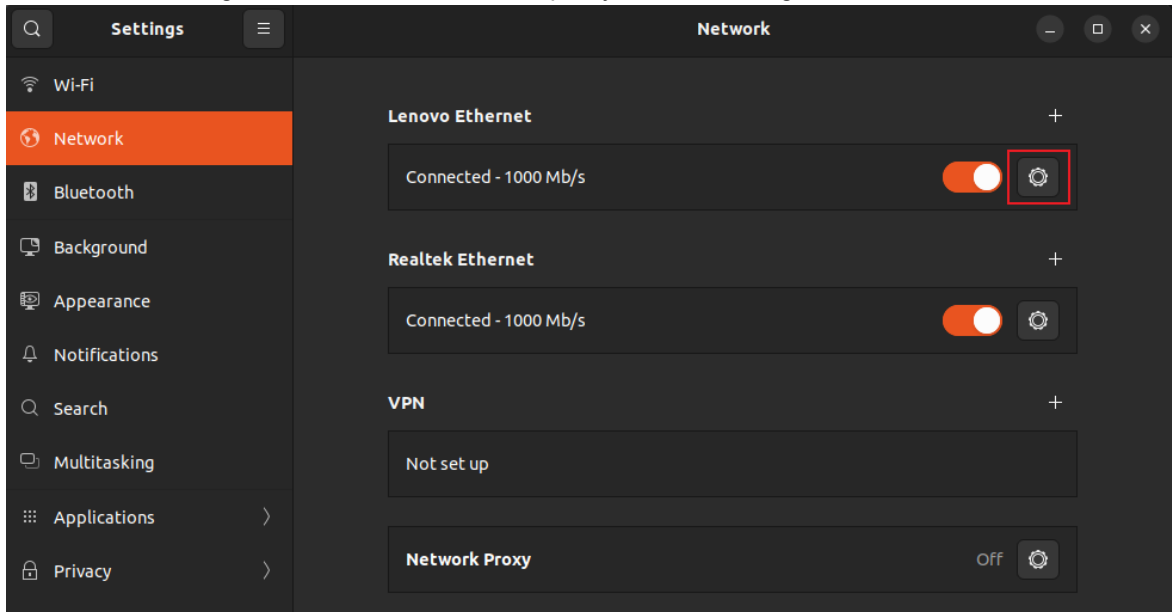 Settings
Network
Wi-Fi
Network
Bluetooth
Background
Appearance
Notifications
Search
Multitasking
Applications
Privacy
Lenovo Ethernet
Connected - 1000 Mb/s
Realtek Ethernet
Connected - 1000 Mb/s
VPN
Not set up
Network Proxy
Off